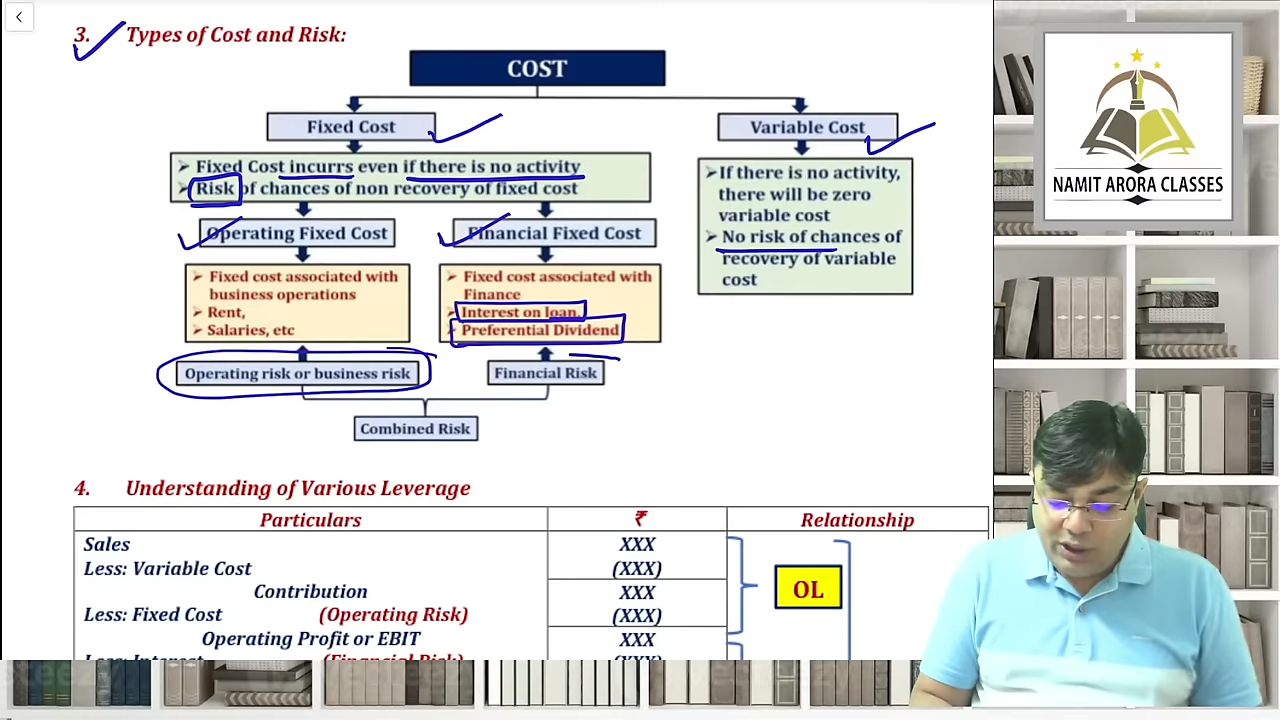 3. Types of Cost and Risk:
COST
Fixed Cost
Variable Cost
➢ Fixed Cost incurrs even if there is no activity
➢ Risk of chances of non recovery of fixed cost
➢ If there is no activity,
there will be zero
variable cost
➢ No risk of chances of
recovery of variable
cost
Operating Fixed Cost
Financial Fixed Cost
➢ Fixed cost associated with
business operations
➢ Rent,
➢ Salaries, etc
➢ Fixed cost associated with
Finance
➢ Interest on loan,
➢ Preferential Dividend
Operating risk or business risk
Financial Risk
Combined Risk
4. Understanding of Various Leverage
Particulars ₹ Relationship
Sales XXX
Less: Variable Cost (XXX)
Contribution XXX
Less: Fixed Cost (Operating Risk) (XXX)
Operating Profit or EBIT XXX
Less: Interest (Financial Risk) (XXX)
OL
NAMIT ARORA CLASSES